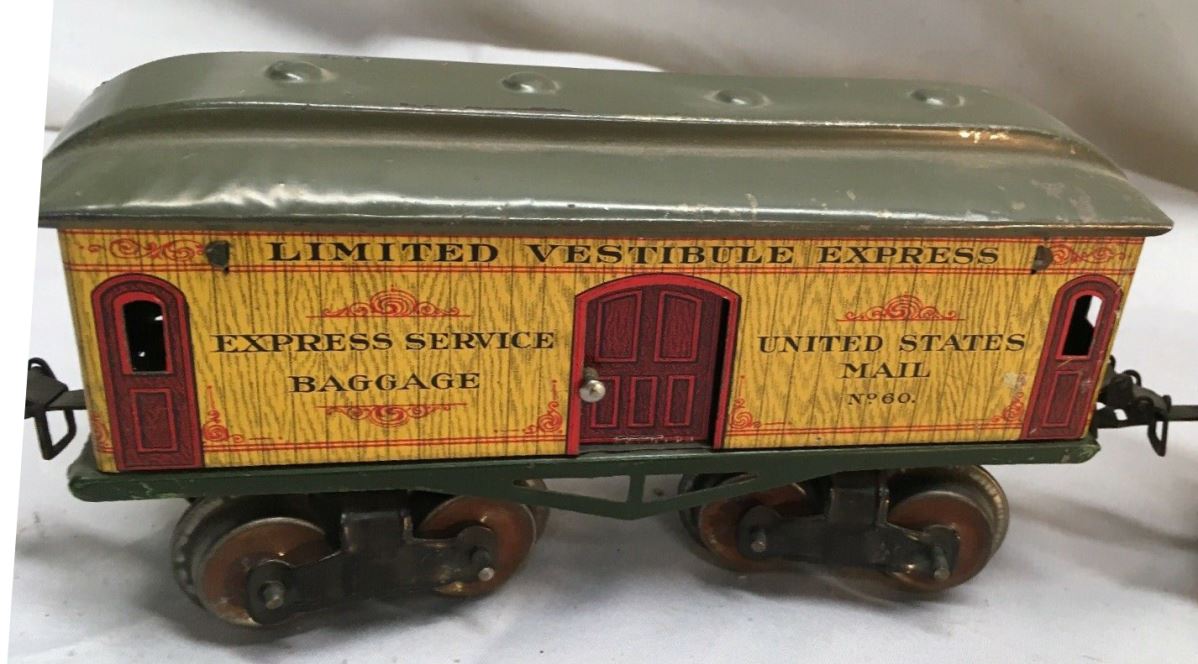 LIMITED VESTIBULE EXPRESS
EXPRESS SERVICE
BAGGAGE
UNITED STATES
MAIL
Nº 60.